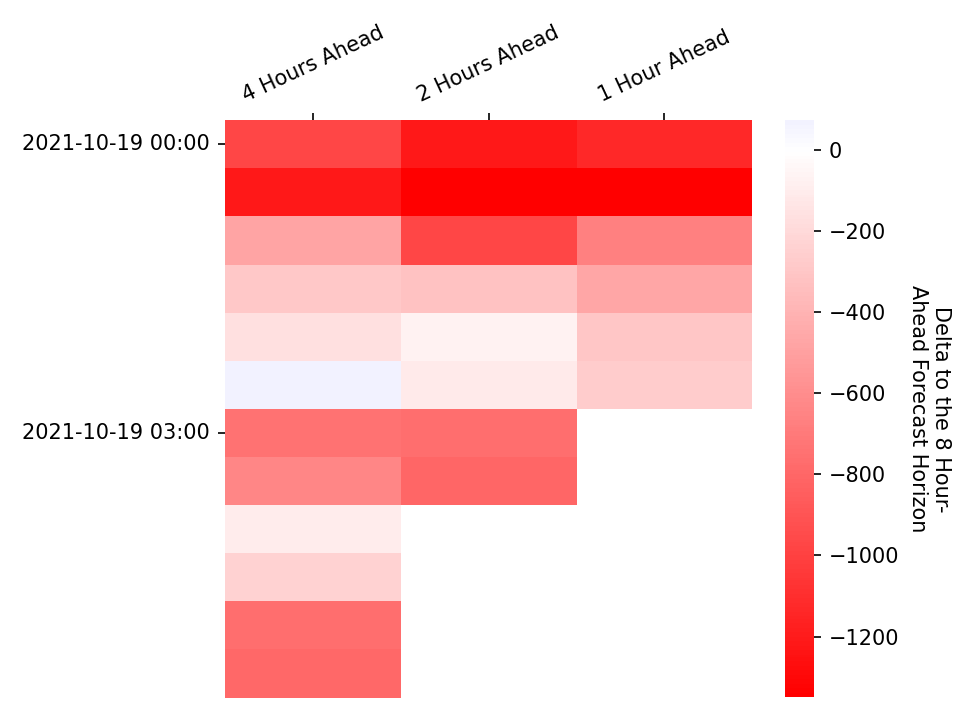 4 Hours Ahead
2 Hours Ahead
1 Hour Ahead
2021-10-19 00:00
2021-10-19 03:00
0
−200
−400
−600
−800
−1000
−1200
Delta to the 8 Hour-
Ahead Forecast Horizon